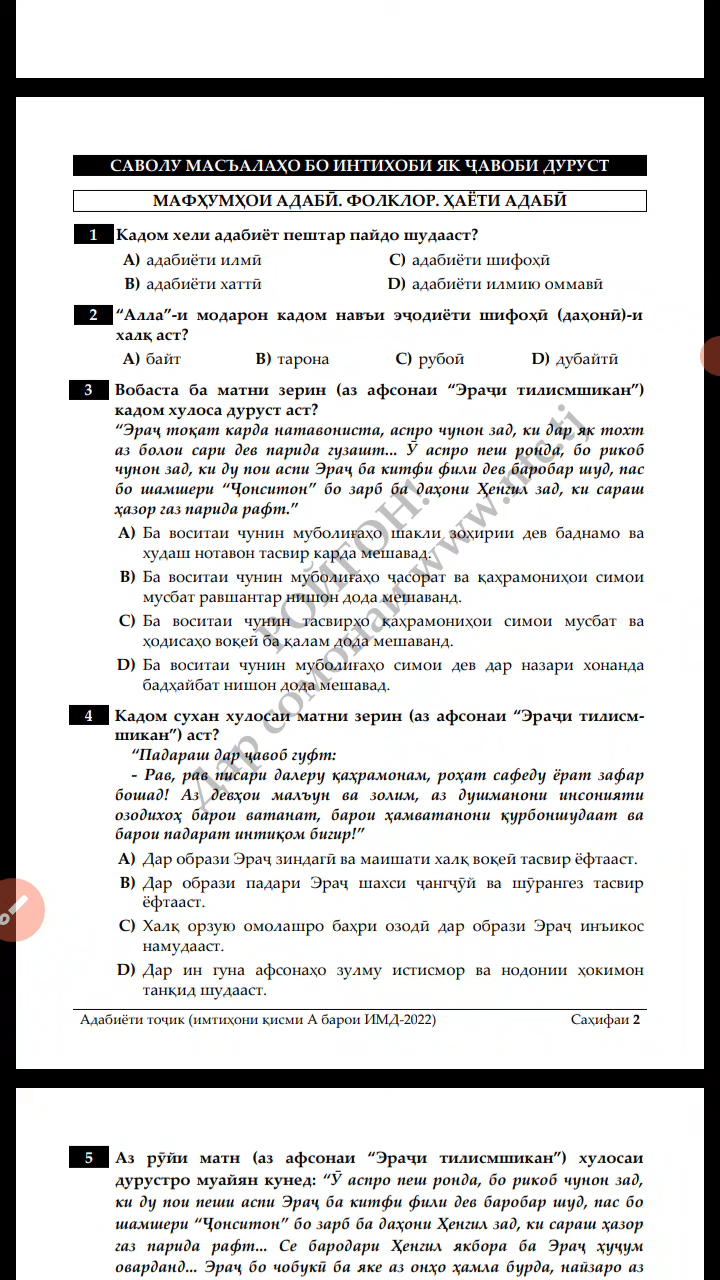 САВОЛУ МАСЪАЛАҲО БО ИНТИХОБИ ЯК ҶАВОБИ ДУРУСТ
МАФҲУМҲОИ АДАБӢ. ФОЛКЛОР. ҲАЁТИ АДАБӢ
1 Кадом хели адабиёт пештар пайдо шудааст?
A) адабиёти илмӣ C) адабиёти шифоҳӣ
B) адабиёти хаттӣ D) адабиёти илмию оммавӣ
2 “Алла”-и модарон кадом навъи эҷодиёти шифоҳӣ (даҳонӣ)-и
халқ аст?
A) байт B) тарона C) рубоӣ D) дубайтӣ
3 Вобаста ба матни зерин (аз афсонаи “Эраҷи тилисмшикан”)
кадом хулоса дуруст аст?
“Эраҷ тоқат карда натавониста, аспро чунон зад, ки дар як тохт
аз болои сари дев парида гузашт... Ӯ аспро пеш ронда, бо рикоб
чунон зад, ки ду пои аспи Эраҷ ба китфи фили дев баробар шуд, пас
бо шамшери “Ҷонситон” бо зарб ба даҳони Ҳенгил зад, ки сараш
ҳазор газ парида рафт.”
A) Ба воситаи чунин муболиғаҳо шакли зоҳирии дев баднамо ва
худаш нотавон тасвир карда мешавад.
B) Ба воситаи чунин муболиғаҳо ҷасорат ва қаҳрамониҳои симои
мусбат равшантар нишон дода мешаванд.
C) Ба воситаи чунин тасвирҳо қаҳрамониҳои симои мусбат ва
ҳодисаҳо воқеӣ ба қалам дода мешаванд.
D) Ба воситаи чунин муболиғаҳо симои дев дар назари хонанда
бадҳайбат нишон дода мешавад.
4 Кадом сухан хулосаи матни зерин (аз афсонаи “Эраҷи тилисм-
шикан”) аст?
“Падараш дар ҷавоб гуфт:
- Рав, рав писари далеру қаҳрамонам, роҳат сафеду ёрат зафар
бошад! Аз девҳои малъун ва золим, аз душманони инсонияти
озодихоҳ барои ватанат, барои ҳамватанони қурбоншудаат ва
барои падарат интиқом бигир!”
A) Дар образи Эраҷ зиндагӣ ва маишати халқ воқеӣ тасвир ёфтааст.
B) Дар образи падари Эраҷ шахси ҷангҷӯй ва шӯрангез тасвир
ёфтааст.
C) Халқ орзую омолашро баҳри озодӣ дар образи Эраҷ инъикос
намудааст.
D) Дар ин гуна афсонаҳо зулму истисмор ва нодонии ҳокимон
танқид шудааст.
РОЙГОН!
Дар сомонаи www.ntc.tj
Адабиёти тоҷик (имтиҳони қисми А барои ИМД-2022) Саҳифаи 2
5 Аз рӯйи матн (аз афсонаи “Эраҷи тилисмшикан”) хулосаи
дурустро муайян кунед: “Ӯ аспро пеш ронда, бо рикоб чунон зад,
ки ду пои пеши аспи Эраҷ ба китфи фили дев баробар шуд, пас бо
шамшери “Ҷонситон” бо зарб ба даҳони Ҳенгил зад, ки сараш ҳазор
газ парида рафт... Се бародари Ҳенгил якбора ба Эраҷ ҳуҷум
оварданд... Эраҷ бо чобукӣ ба яке аз онҳо ҳамла бурда, найзаро аз